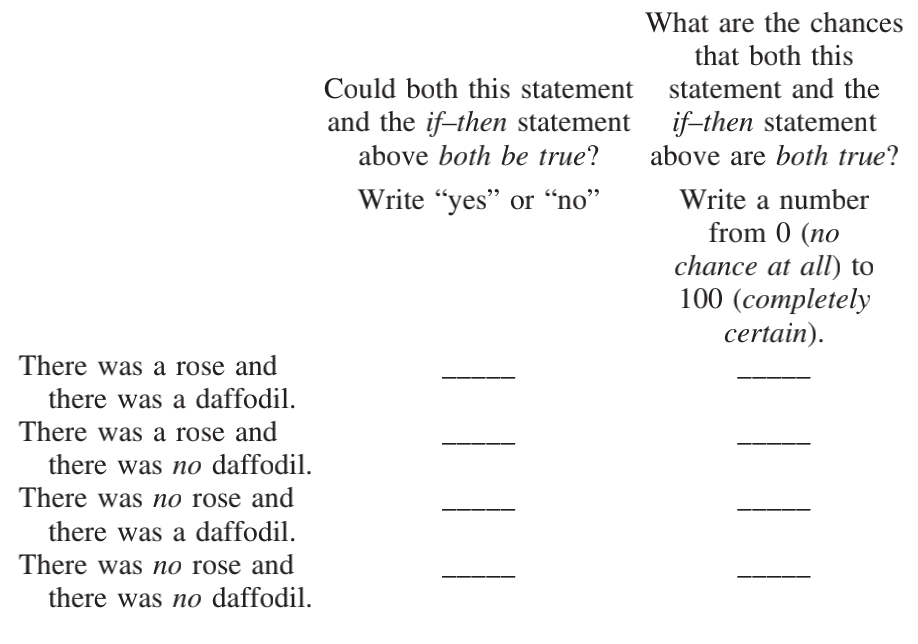 What are the chances
that both this
Could both this statement statement and the
and the if–then statement if–then statement
above both be true? above are both true?
Write “yes” or “no” Write a number
from 0 (no
chance at all) to
100 (completely
certain).
There was a rose and
there was a daffodil. _____ _____
There was a rose and
there was no daffodil. _____ _____
There was no rose and
there was a daffodil. _____ _____
There was no rose and
there was no daffodil. _____ _____